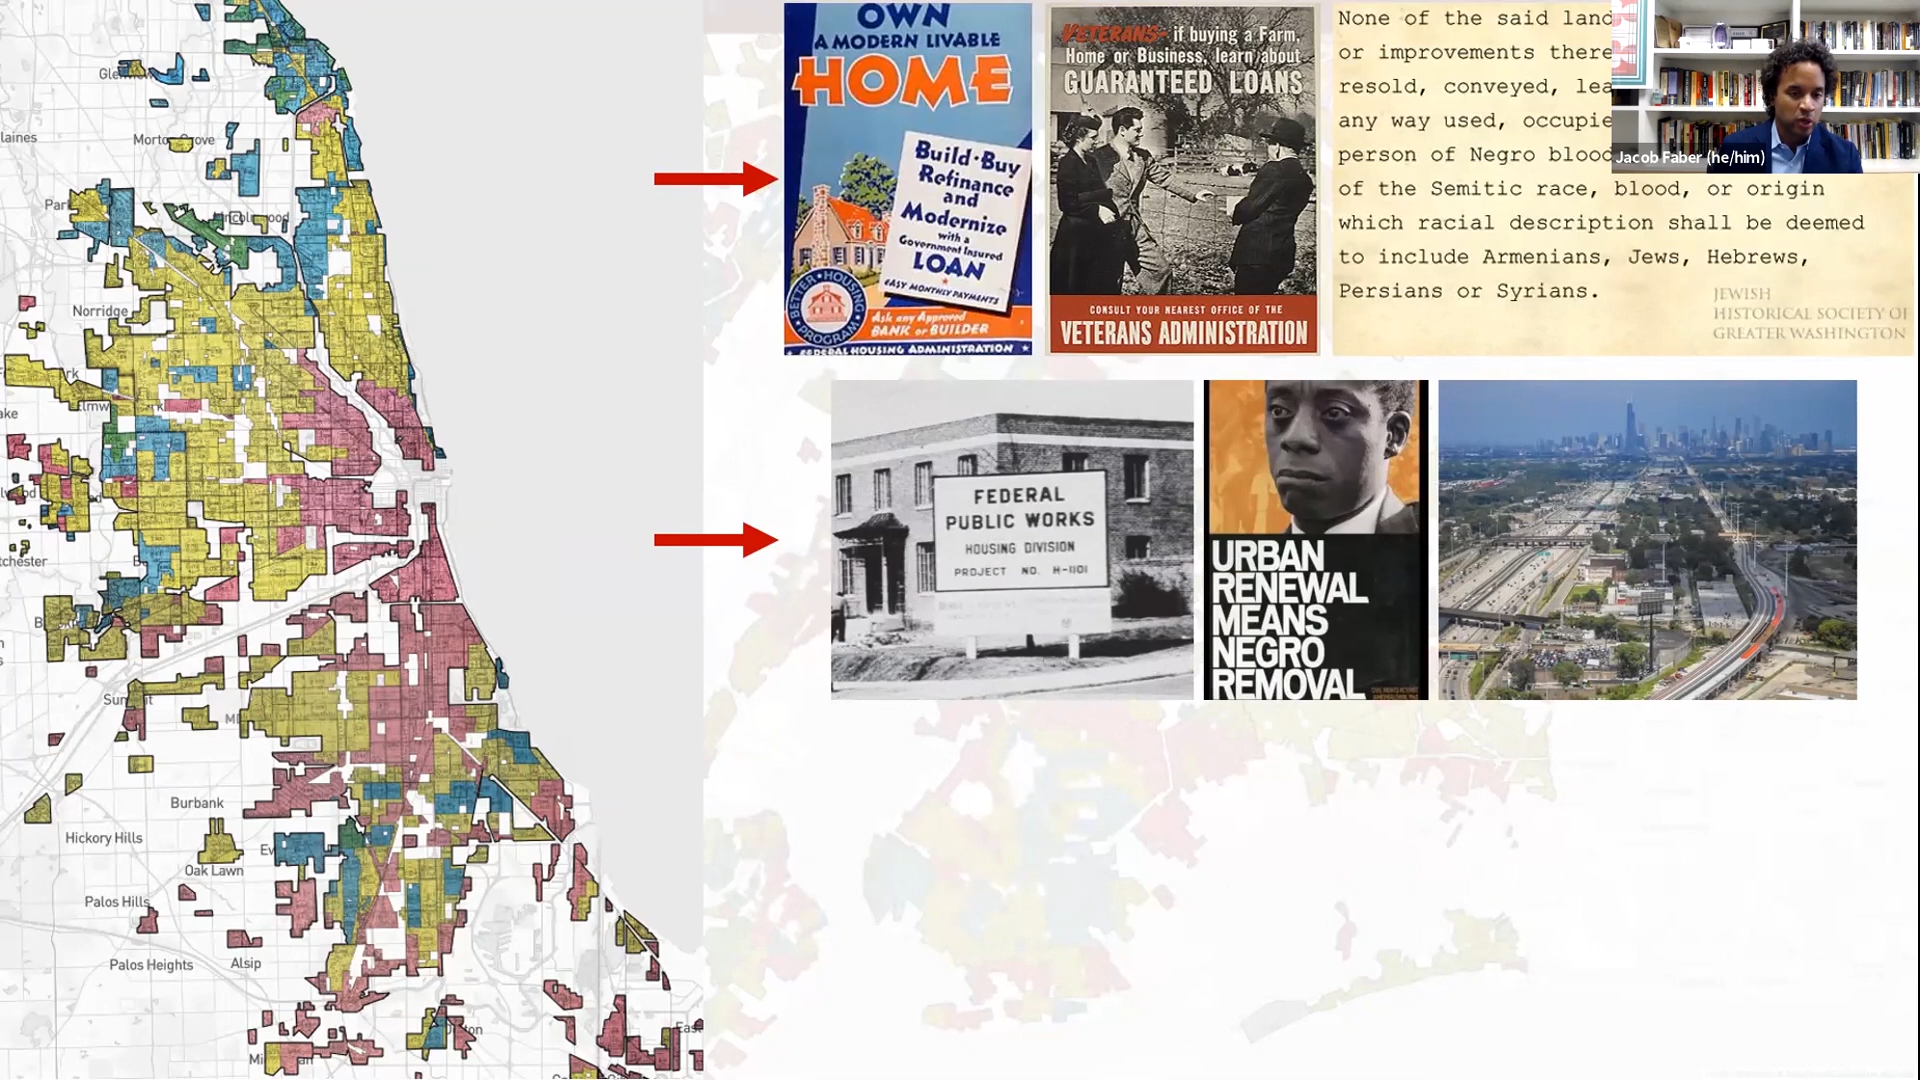 Morton Grove
Norridge
Burbank
Hickory Hills
Oak Lawn
Palos Hills
Palos Heights
Alsip
OWN
A MODERN LIVABLE
HOME
Build·Buy
Refinance
and
Modernize
with a
Government Insured
LOAN
EASY MONTHLY PAYMENTS
BETTER HOUSING
PROGRAM
Ask any Approved
BANK or BUILDER
FEDERAL HOUSING ADMINISTRATION
VETERANS- if buying a Farm,
Home or Business, learn about
GUARANTEED LOANS
CONSULT YOUR NEAREST OFFICE OF THE
VETERANS ADMINISTRATION
None of the said land
or improvements there
resold, conveyed, lea
any way used, occupie
person of Negro blood
of the Semitic race, blood, or origin
which racial description shall be deemed
to include Armenians, Jews, Hebrews,
Persians or Syrians.
JEWISH
HISTORICAL SOCIETY OF
GREATER WASHINGTON
Jacob Faber (he/him)
FEDERAL
PUBLIC WORKS
HOUSING DIVISION
PROJECT NO. H-1101
URBAN
RENEWAL
MEANS
NEGRO
REMOVAL